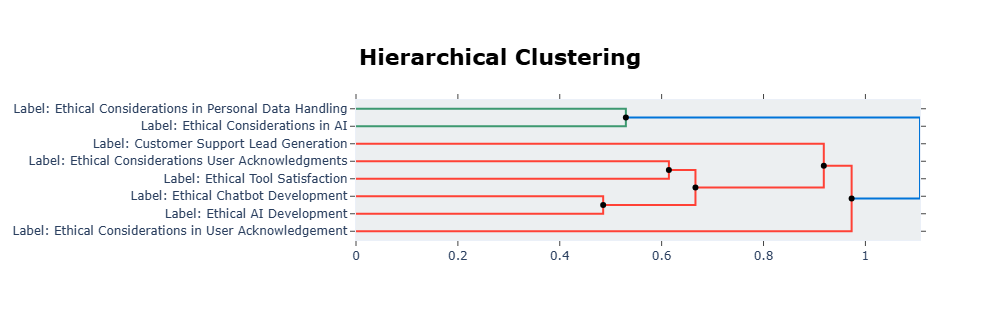 Hierarchical Clustering
Label: Ethical Considerations in Personal Data Handling
Label: Ethical Considerations in AI
Label: Customer Support Lead Generation
Label: Ethical Considerations User Acknowledgments
Label: Ethical Tool Satisfaction
Label: Ethical Chatbot Development
Label: Ethical AI Development
Label: Ethical Considerations in User Acknowledgement
0 0.2 0.4 0.6 0.8 1